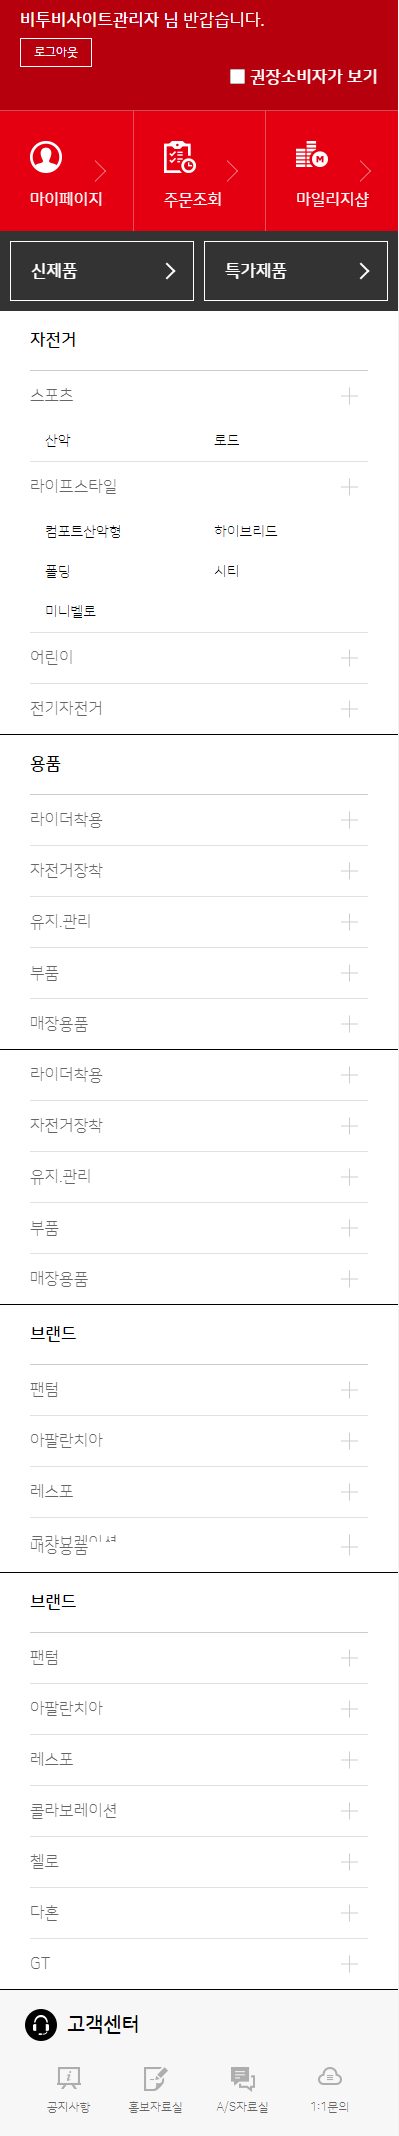 비투비사이트관리자 님 반갑습니다.
로그아웃
권장소비자가 보기
마이페이지 주문조회 마일리지샵
신제품 특가제품
자전거
스포츠
산악 로드
라이프스타일
컴포트산악형 하이브리드
폴딩 시티
미니벨로
어린이
전기자전거
용품
라이더착용
자전거장착
유지.관리
부품
매장용품
라이더착용
자전거장착
유지.관리
부품
매장용품
브랜드
팬텀
아팔란치아
레스포
매장용품
브랜드
팬텀
아팔란치아
레스포
콜라보레이션
첼로
다혼
GT
고객센터
공지사항 홍보자료실 A/S자료실 1:1문의